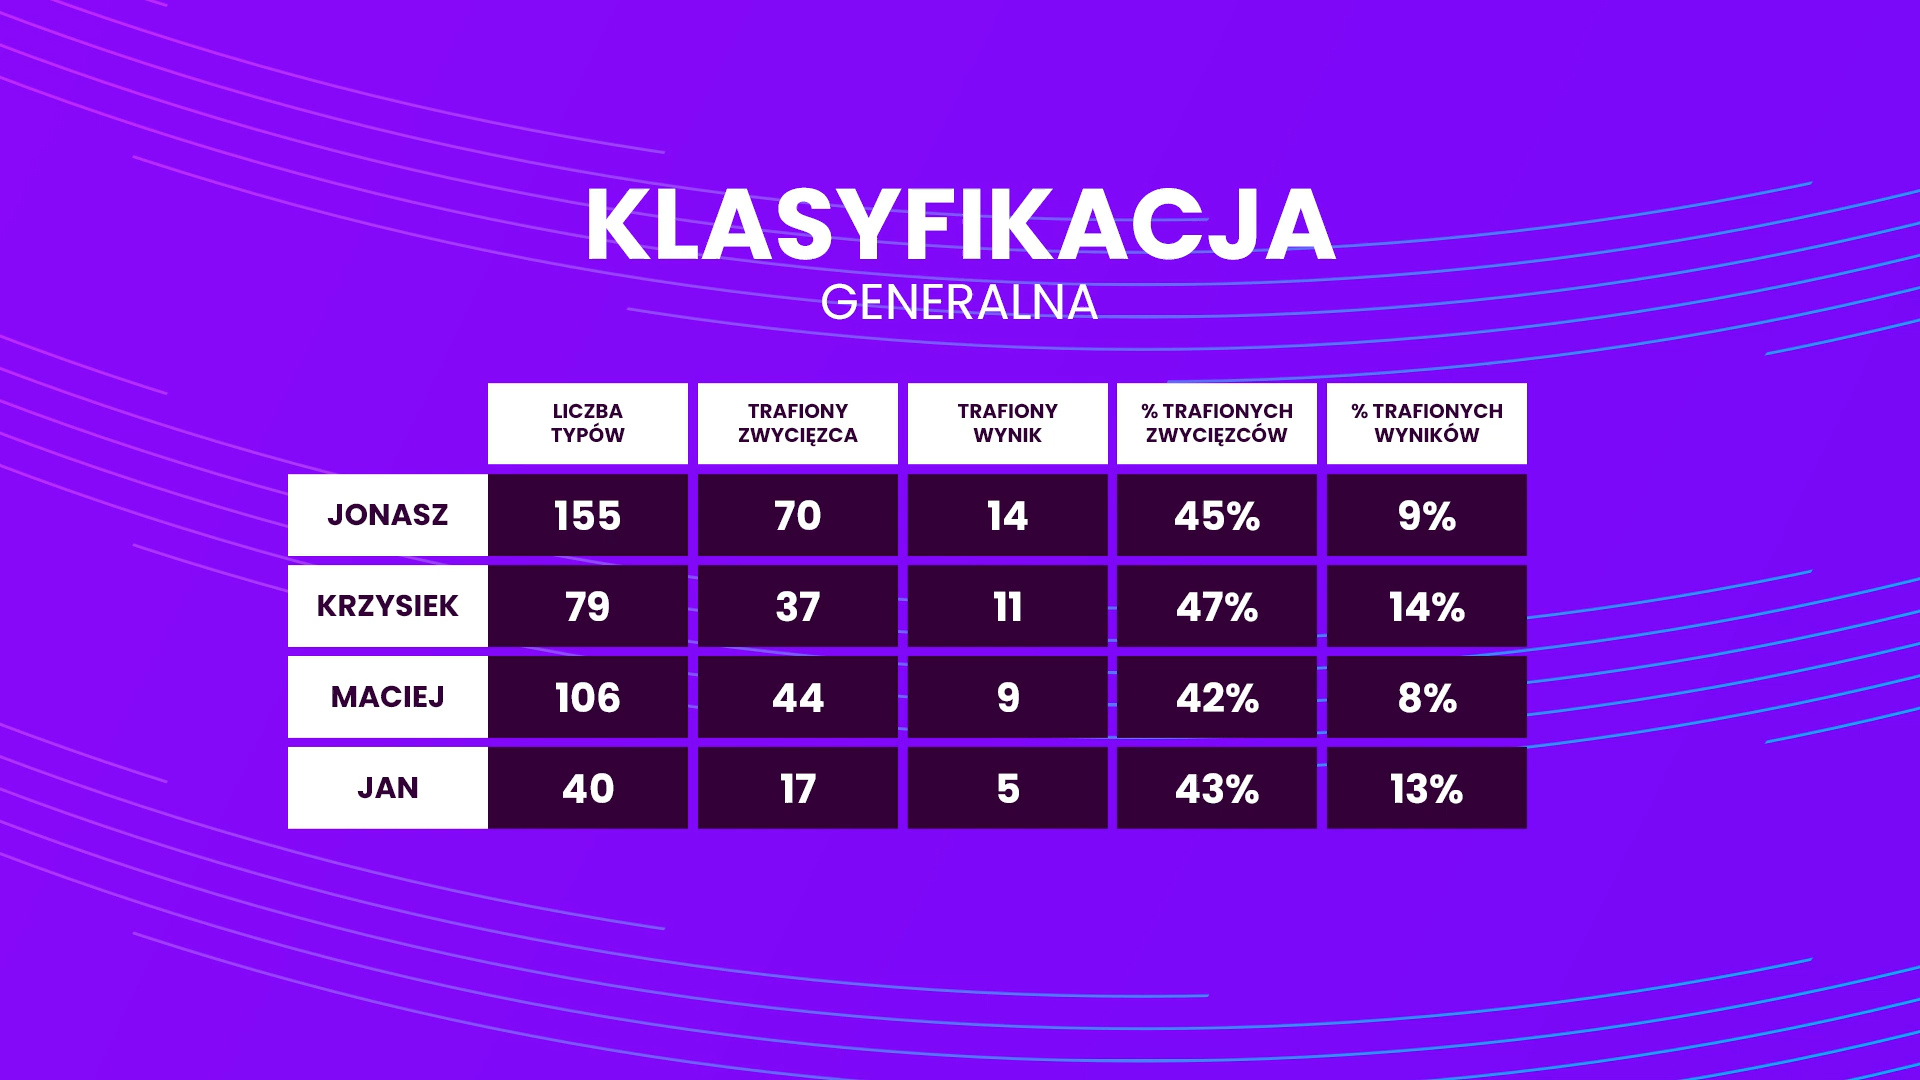 KLASYFIKACJA
GENERALNA
LICZBA TYPÓW TRAFIONY ZWYCIĘZCA TRAFIONY WYNIK % TRAFIONYCH ZWYCIĘZCÓW % TRAFIONYCH WYNIKÓW
JONASZ 155 70 14 45% 9%
KRZYSIEK 79 37 11 47% 14%
MACIEJ 106 44 9 42% 8%
JAN 40 17 5 43% 13%